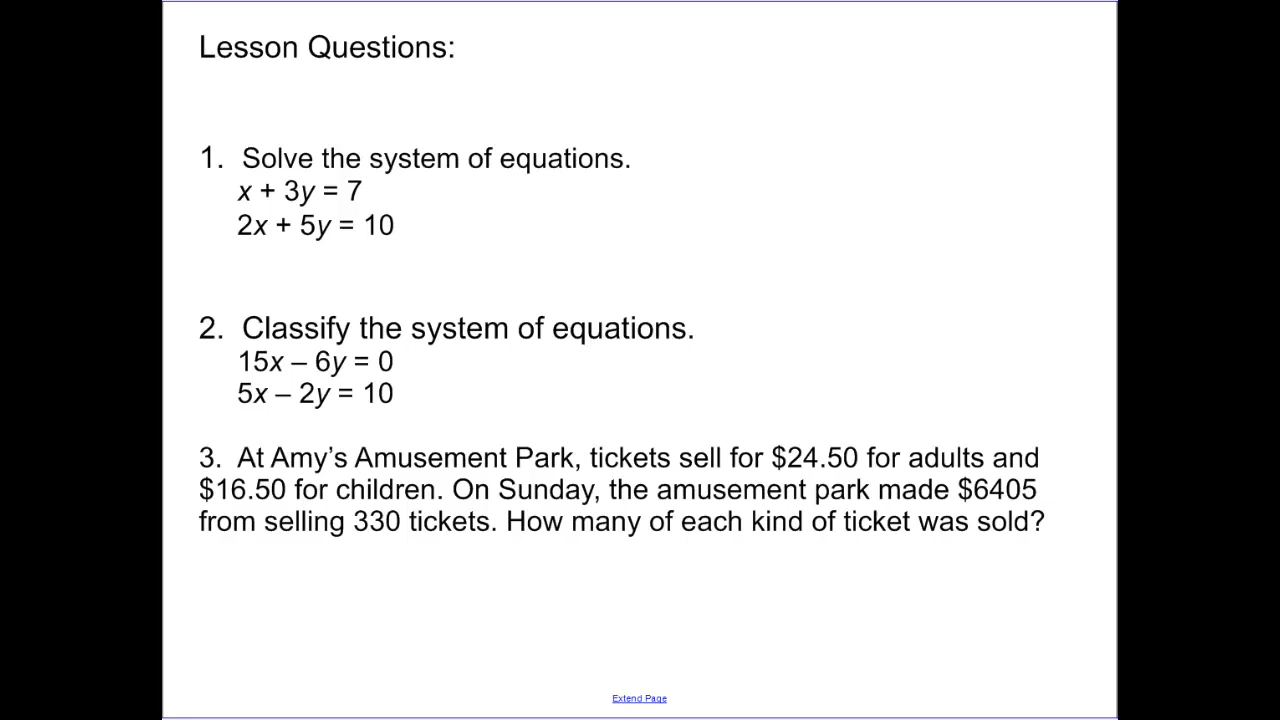 Lesson Questions:
1. Solve the system of equations.
x + 3y = 7
2x + 5y = 10
2. Classify the system of equations.
15x – 6y = 0
5x – 2y = 10
3. At Amy’s Amusement Park, tickets sell for $24.50 for adults and
$16.50 for children. On Sunday, the amusement park made $6405
from selling 330 tickets. How many of each kind of ticket was sold?
Extend Page